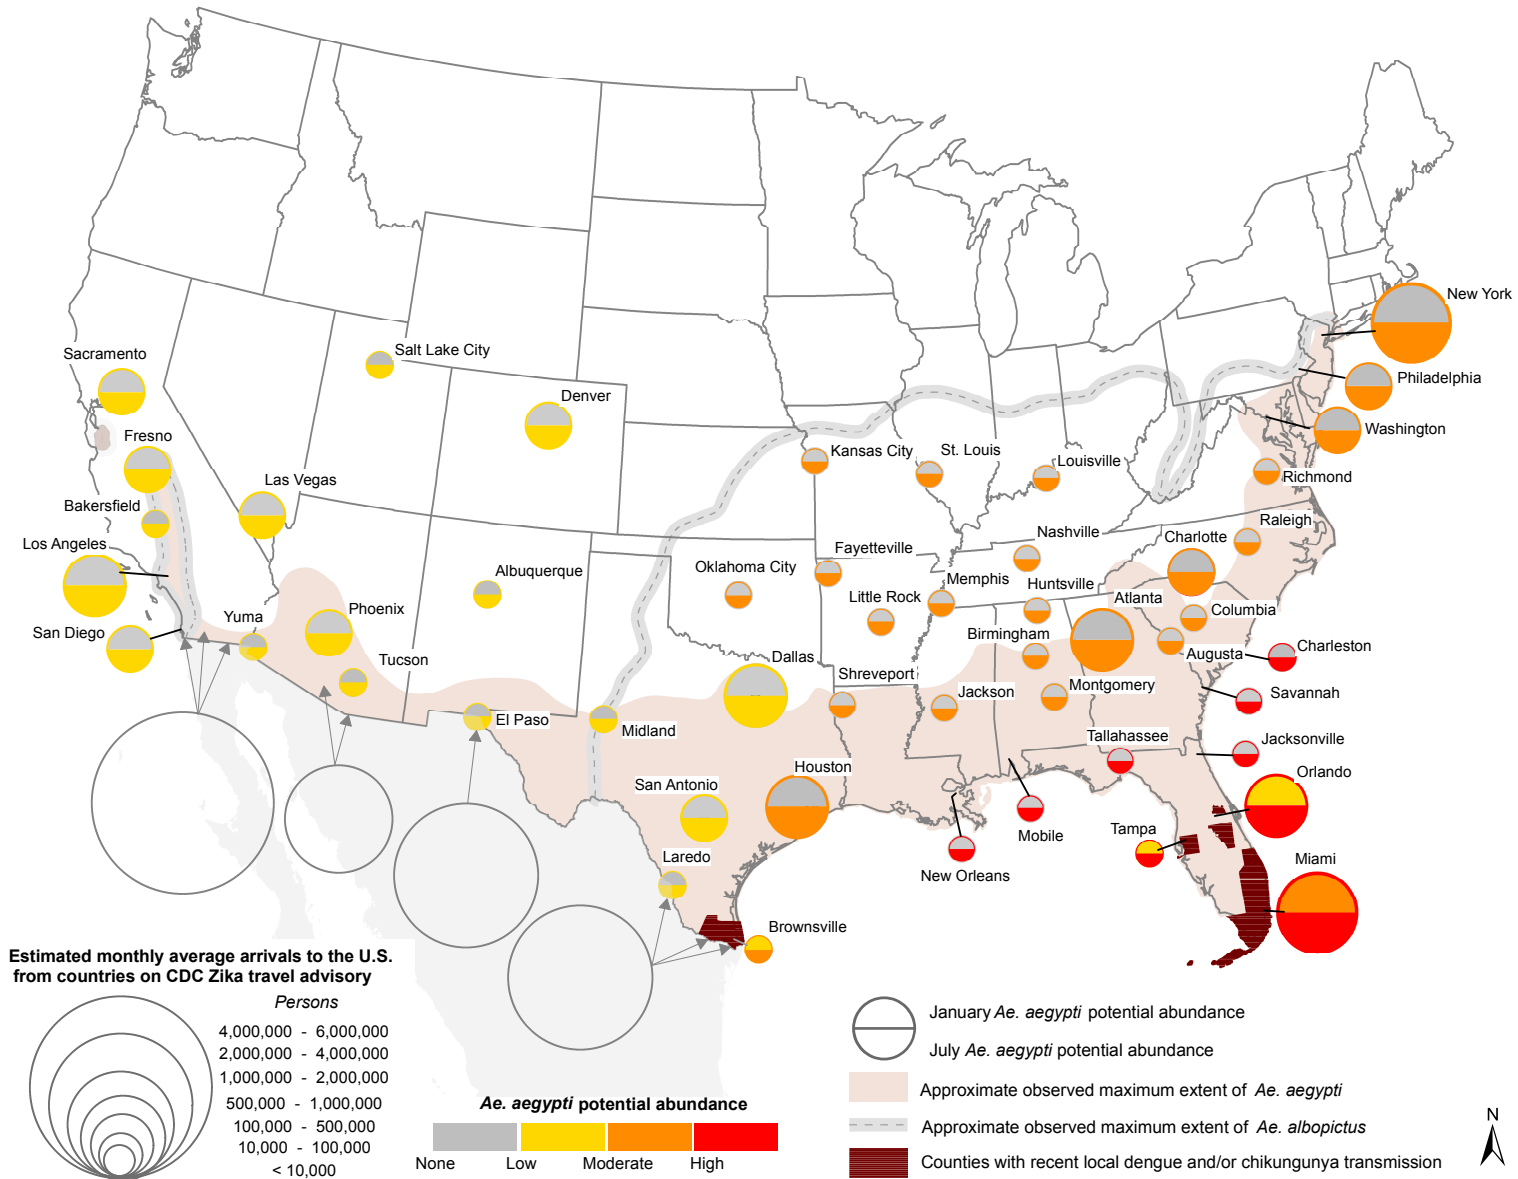 New York
Salt Lake City
Sacramento
Philadelphia
Denver
Washington
Fresno
Kansas City
St. Louis
Louisville
Las Vegas
Richmond
Bakersfield
Raleigh
Nashville
Charlotte
Los Angeles
Fayetteville
Albuquerque
Oklahoma City
Memphis
Huntsville
Little Rock
Atlanta
Phoenix
Columbia
Yuma
San Diego
Birmingham
Charleston
Augusta
Tucson
Dallas
Shreveport
Montgomery
Jackson
Savannah
El Paso
Midland
Tallahassee
Jacksonville
Houston
Orlando
San Antonio
Tampa
Mobile
Laredo
Miami
New Orleans
Brownsville
Estimated monthly average arrivals to the U.S.
from countries on CDC Zika travel advisory
Persons
4,000,000 - 6,000,000
2,000,000 - 4,000,000
1,000,000 - 2,000,000
500,000 - 1,000,000
100,000 - 500,000
10,000 - 100,000
< 10,000
Ae. aegypti potential abundance
None Low Moderate High
January Ae. aegypti potential abundance
July Ae. aegypti potential abundance
Approximate observed maximum extent of Ae. aegypti
Approximate observed maximum extent of Ae. albopictus
Counties with recent local dengue and/or chikungunya transmission
N